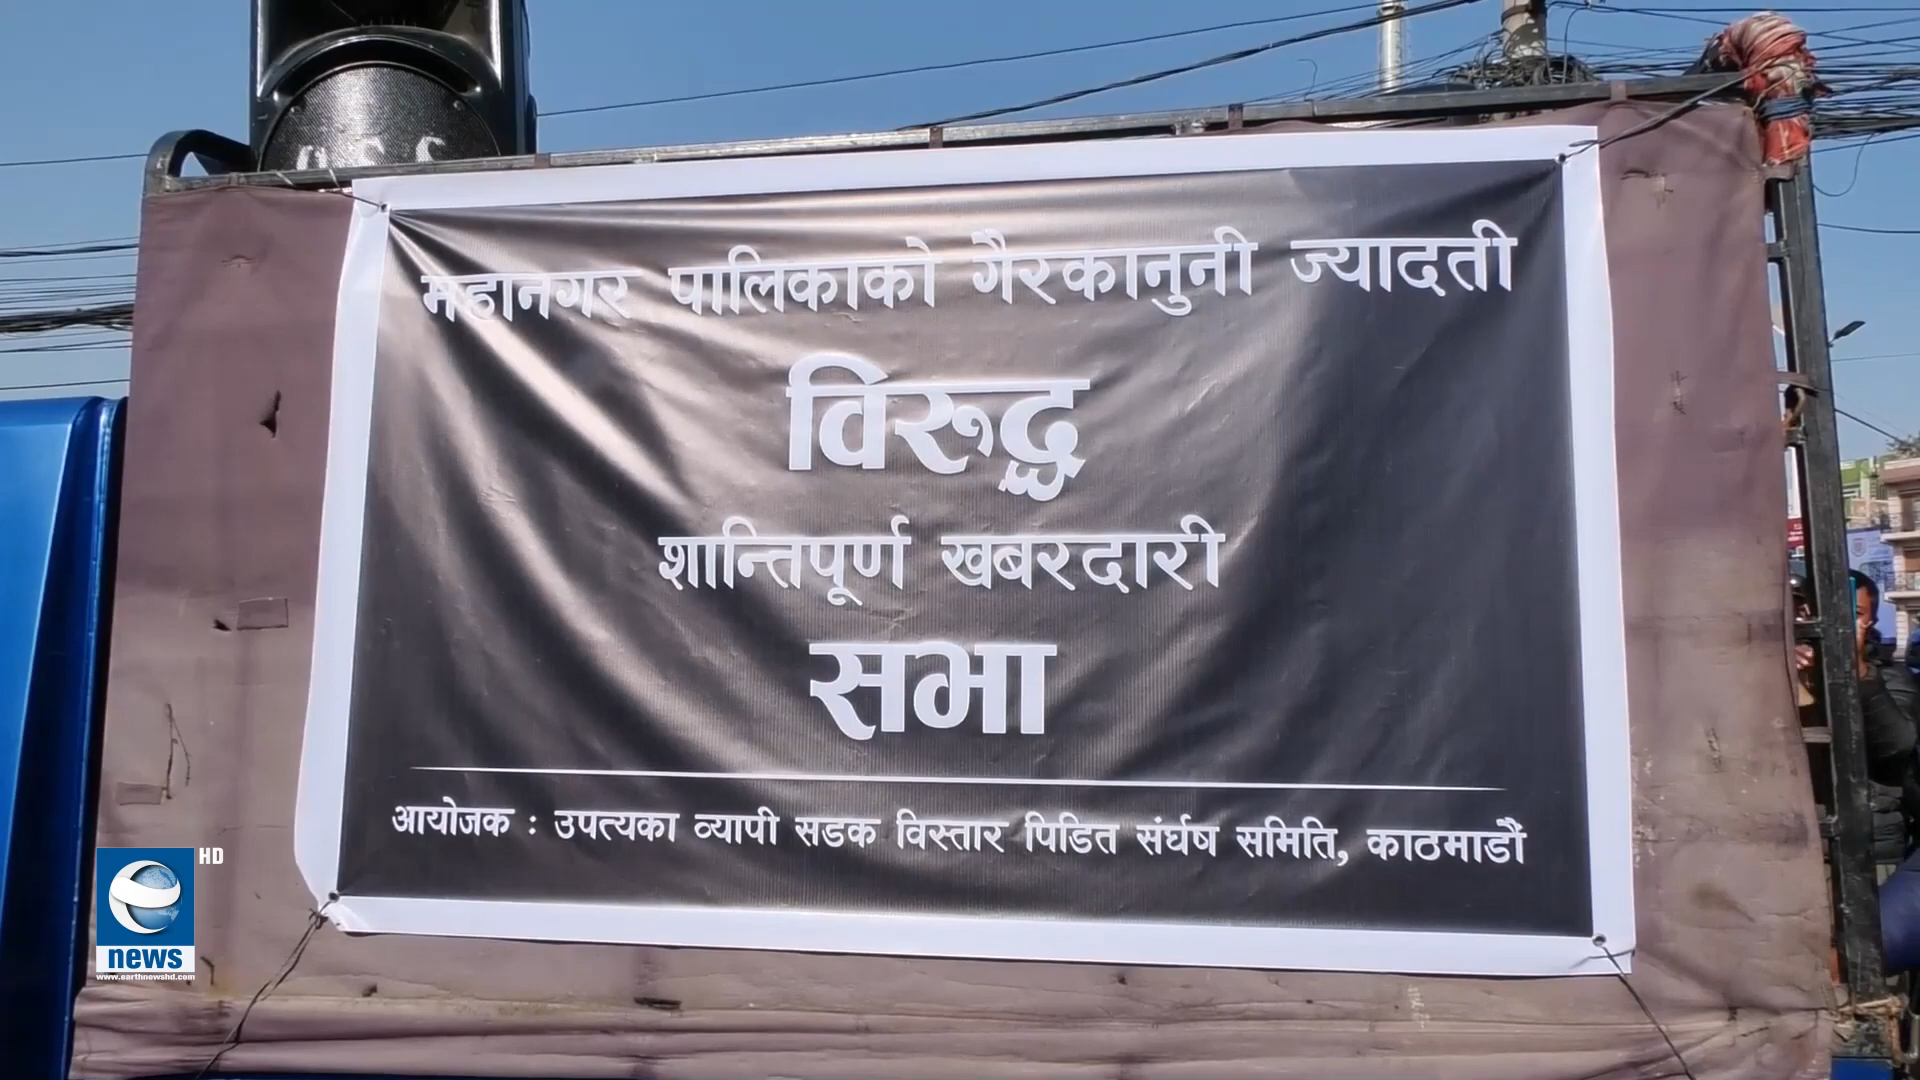 महानगर पालिकाको गैरकानुनी ज्यादती
विरुद्ध
शान्तिपूर्ण खबरदारी
सभा
आयोजक : उपत्यका व्यापी सडक विस्तार पिडित संर्घष समिति, काठमाडौं
HD
news
www.earthnewshd.com